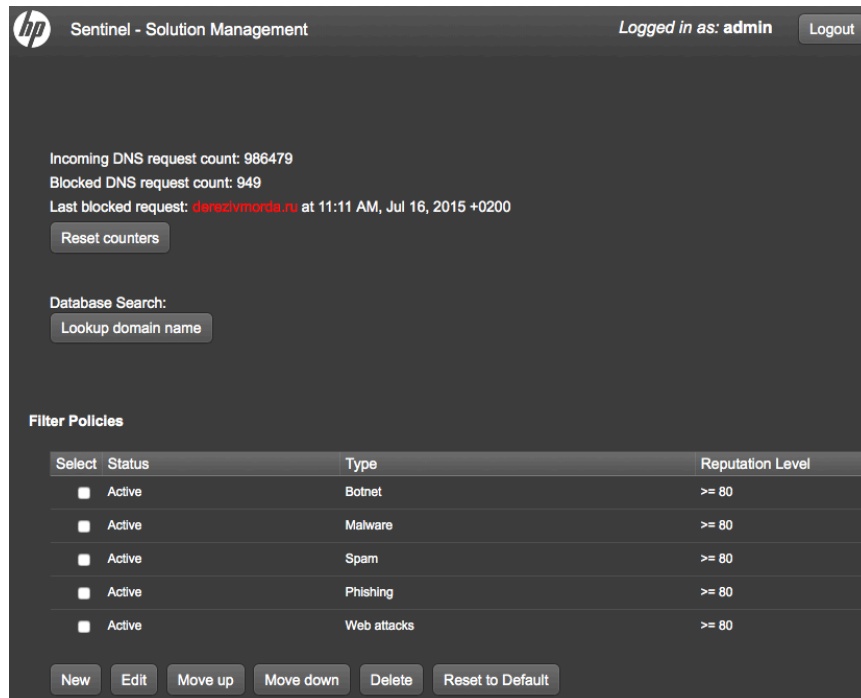 hp Sentinel - Solution Management Logged in as: admin Logout
Incoming DNS request count: 986479
Blocked DNS request count: 949
Last blocked request: derezivmorda.ru at 11:11 AM, Jul 16, 2015 +0200
Reset counters
Database Search:
Lookup domain name
Filter Policies
Select Status Type Reputation Level
Active Botnet >= 80
Active Malware >= 80
Active Spam >= 80
Active Phishing >= 80
Active Web attacks >= 80
New Edit Move up Move down Delete Reset to Default